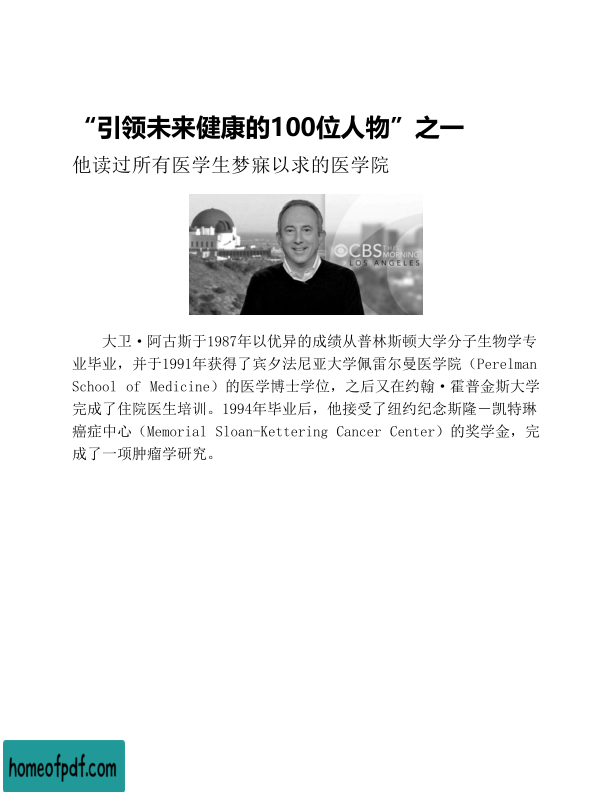 “引领未来健康的100位人物”之一
他读过所有医学生梦寐以求的医学院
CBS THIS MORNING
LOS ANGELES
大卫·阿古斯于1987年以优异的成绩从普林斯顿大学分子生物学专
业毕业，并于1991年获得了宾夕法尼亚大学佩雷尔曼医学院（Perelman
School of Medicine）的医学博士学位，之后又在约翰·霍普金斯大学
完成了住院医生培训。1994年毕业后，他接受了纽约纪念斯隆－凯特琳
癌症中心（Memorial Sloan-Kettering Cancer Center）的奖学金，完
成了一项肿瘤学研究。
homeofpdf.com